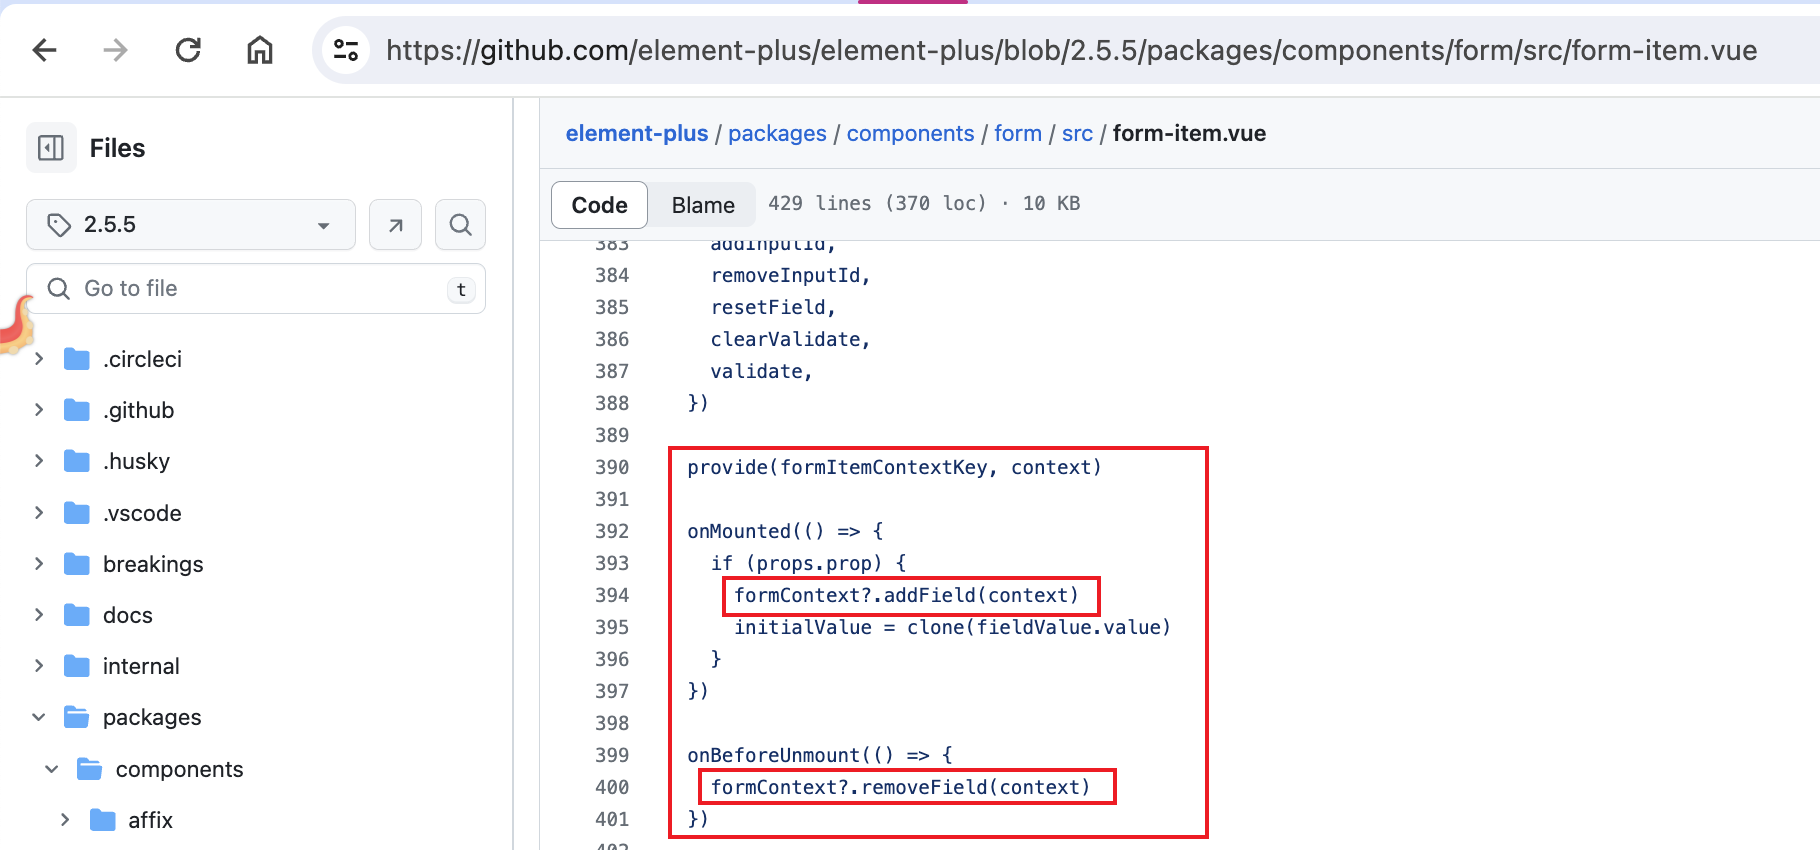 https://github.com/element-plus/element-plus/blob/2.5.5/packages/components/form/src/form-item.vue
Files
2.5.5
Go to file
t
.circleci
.github
.husky
.vscode
breakings
docs
internal
packages
components
affix
element-plus / packages / components / form / src / form-item.vue
Code
Blame
429 lines (370 loc) · 10 KB
383 addInputId,
384 removeInputId,
385 resetField,
386 clearValidate,
387 validate,
388 })
389
390 provide(formItemContextKey, context)
391
392 onMounted(() => {
393 if (props.prop) {
394 formContext?.addField(context)
395 initialValue = clone(fieldValue.value)
396 }
397 })
398
399 onBeforeUnmount(() => {
400 formContext?.removeField(context)
401 })
402